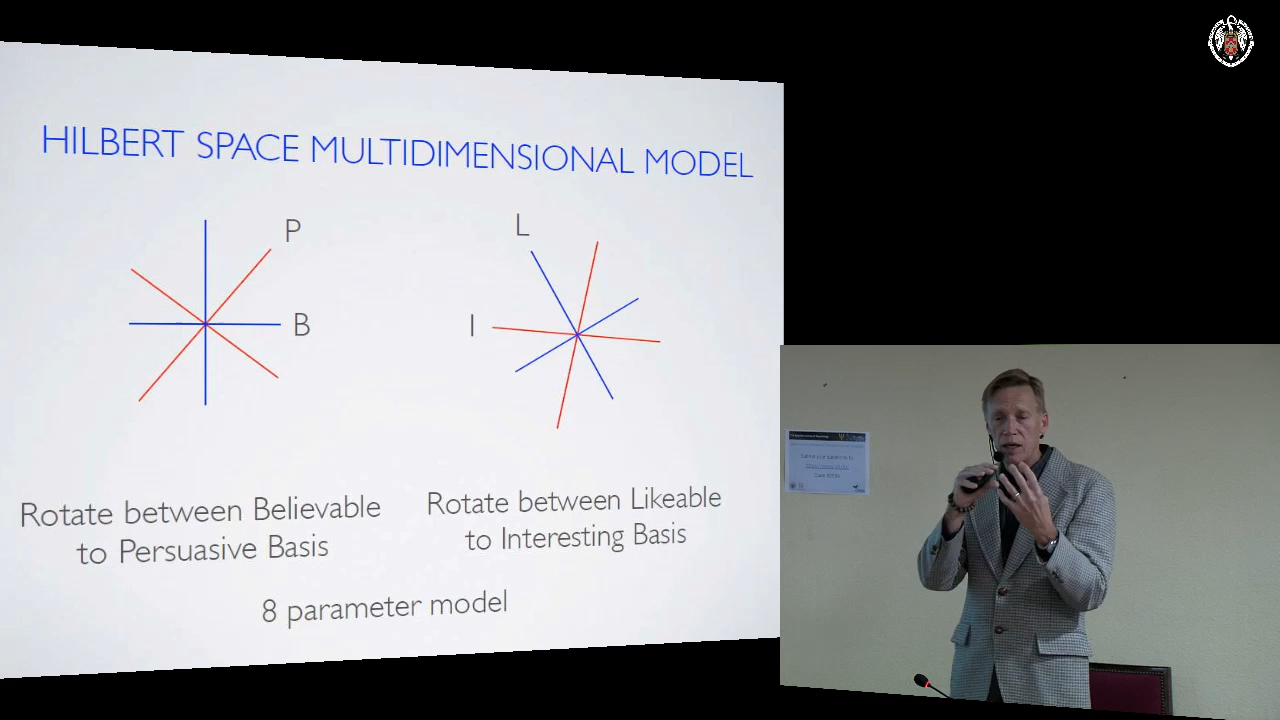 HILBERT SPACE MULTIDIMENSIONAL MODEL
P
B
L
I
Rotate between Believable
to Persuasive Basis
Rotate between Likeable
to Interesting Basis
8 parameter model